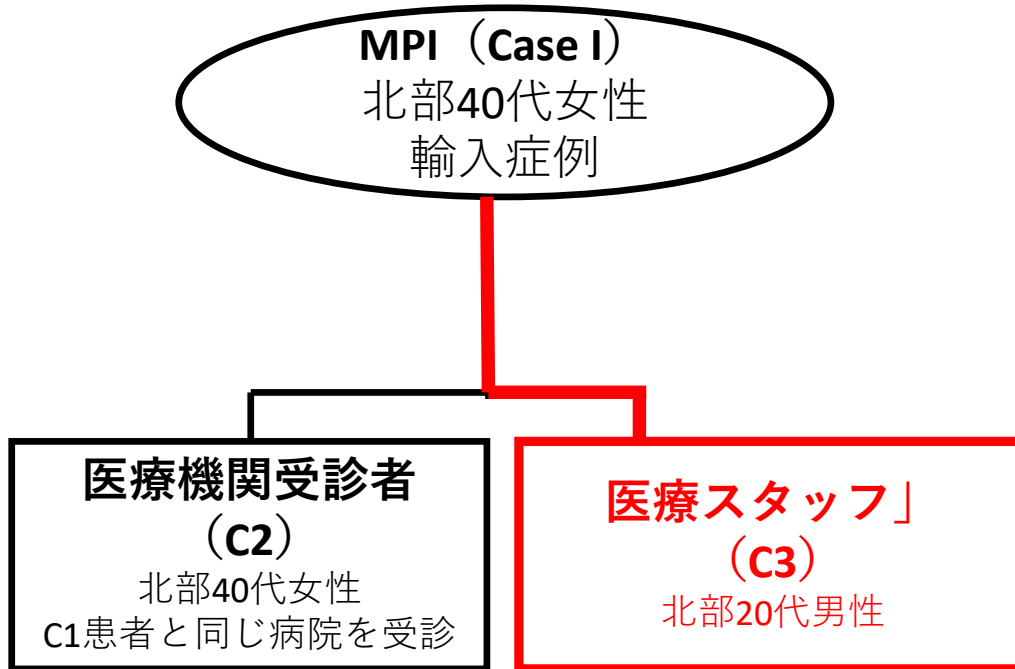 MPI（Case I）
北部40代女性
輸入症例
医療機関受診者
（C2）
北部40代女性
C1患者と同じ病院を受診
医療スタッフ」
（C3）
北部20代男性